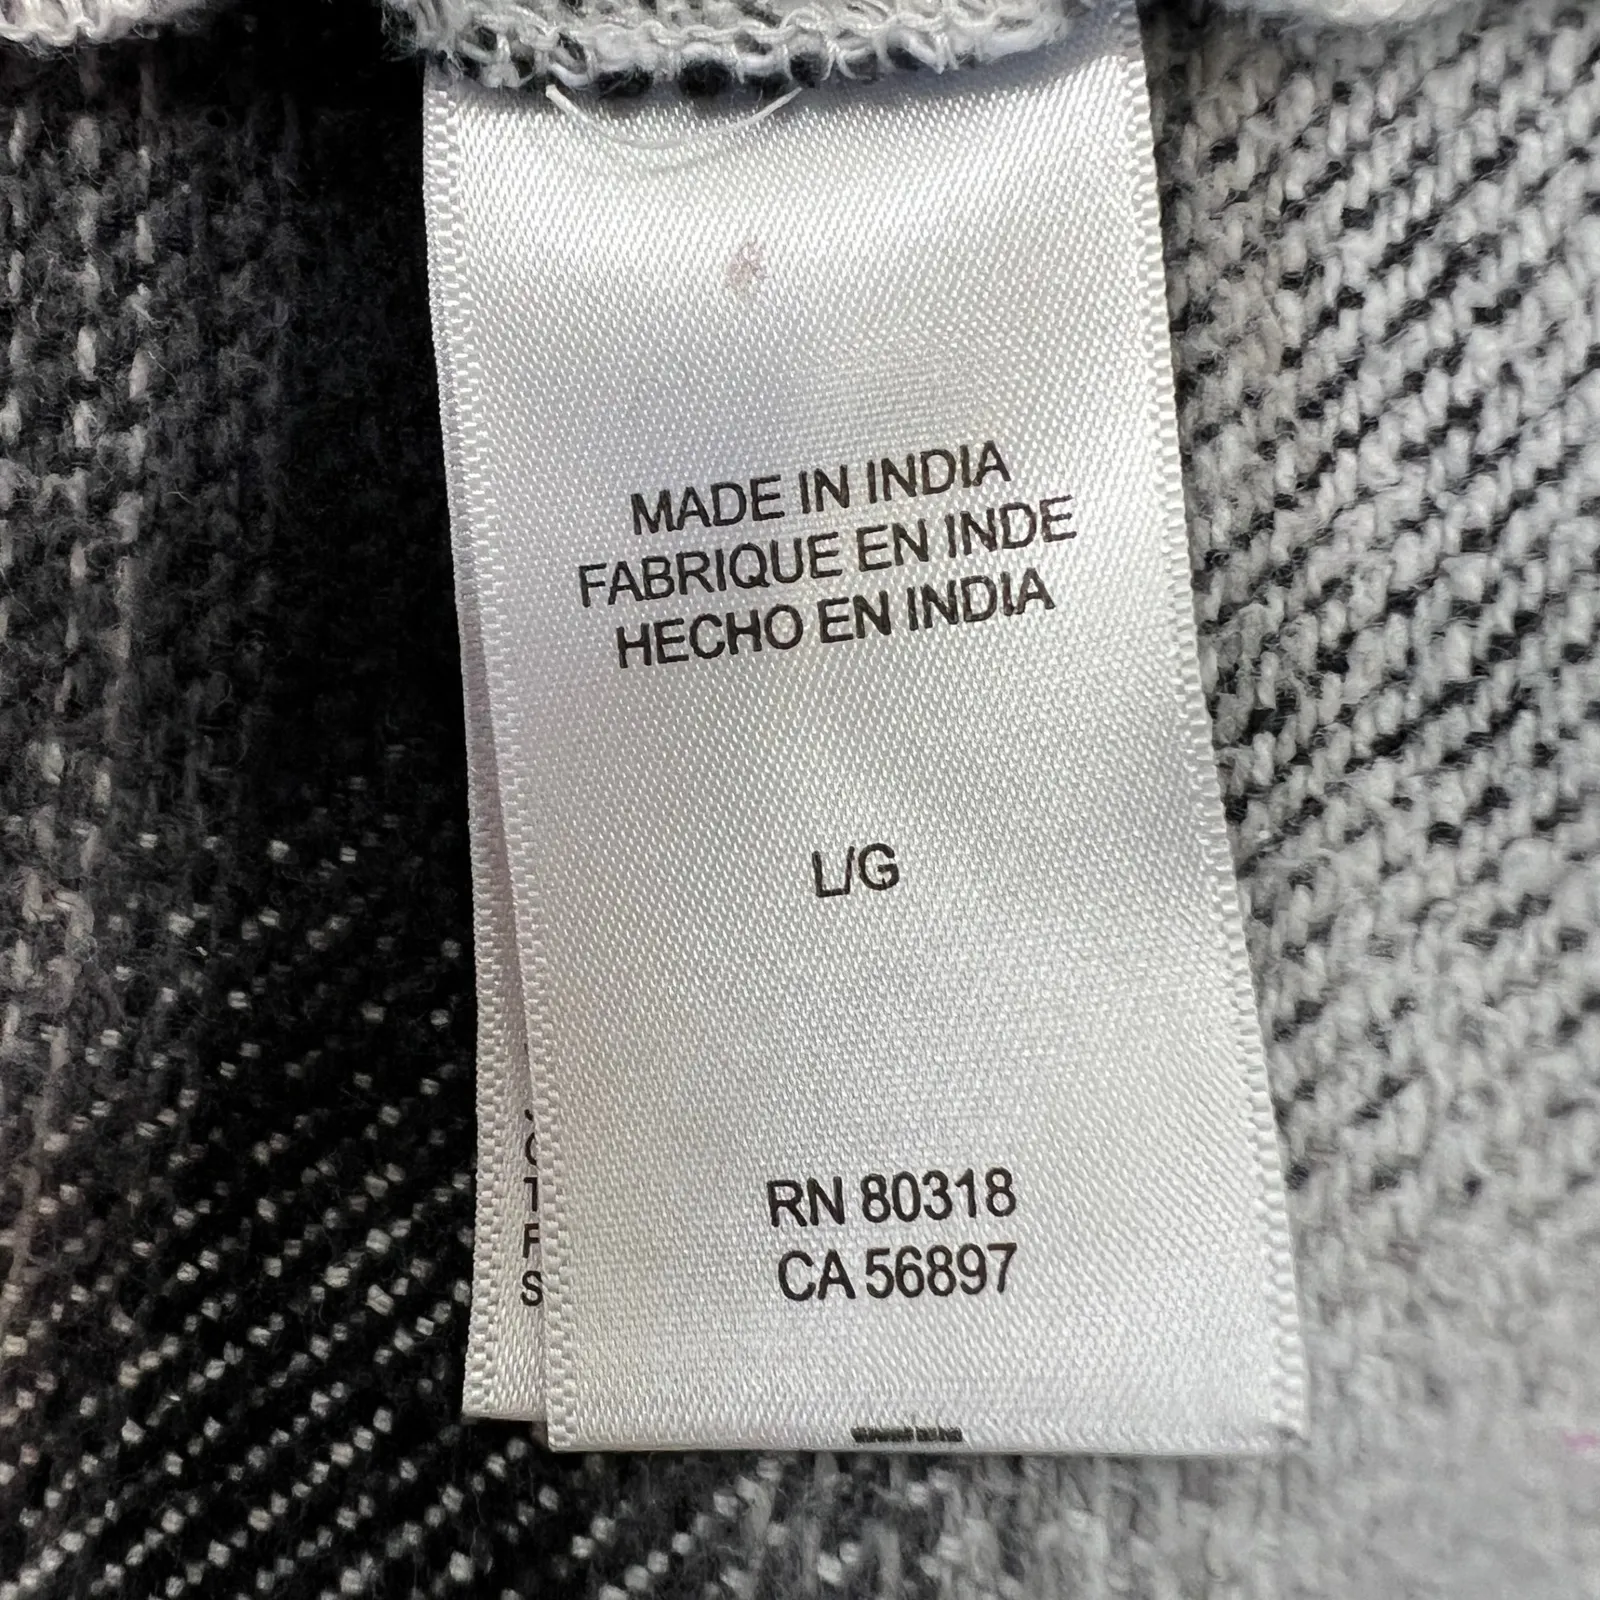 MADE IN INDIA
FABRIQUE EN INDE
HECHO EN INDIA
L/G
RN 80318
CA 56897